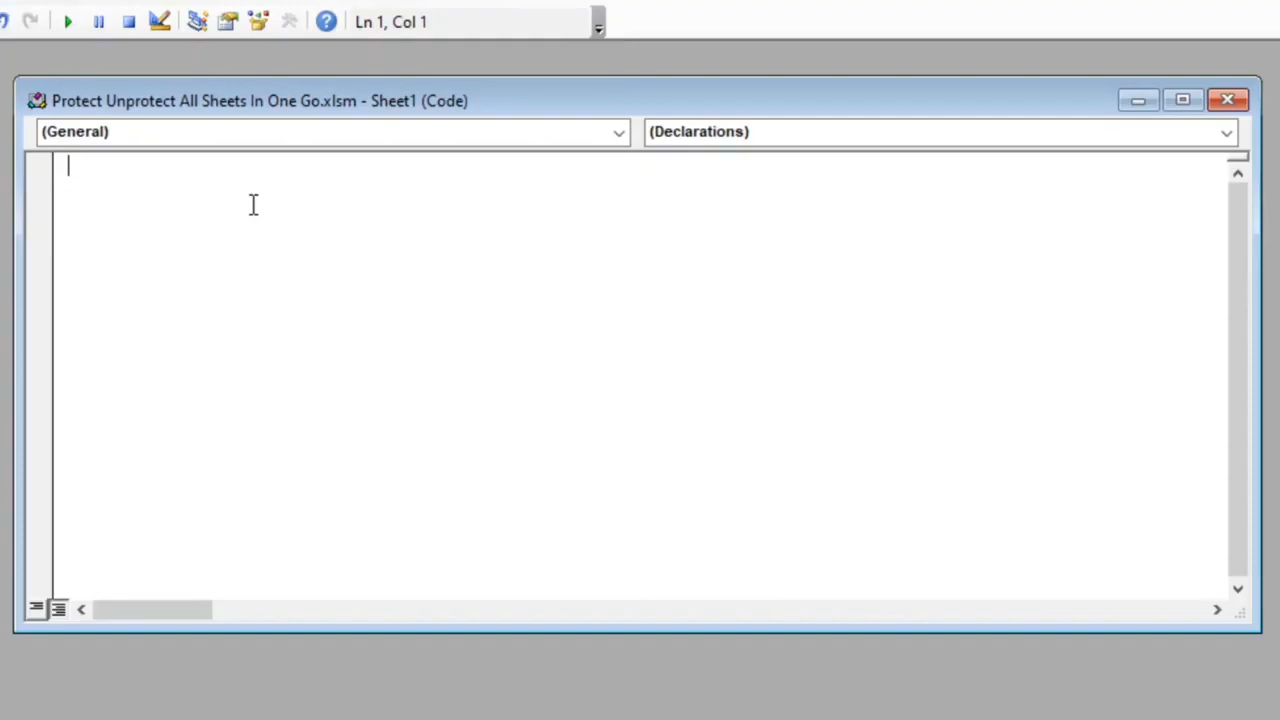 Ln 1, Col 1
Protect Unprotect All Sheets In One Go.xlsm - Sheet1 (Code)
(General)
(Declarations)